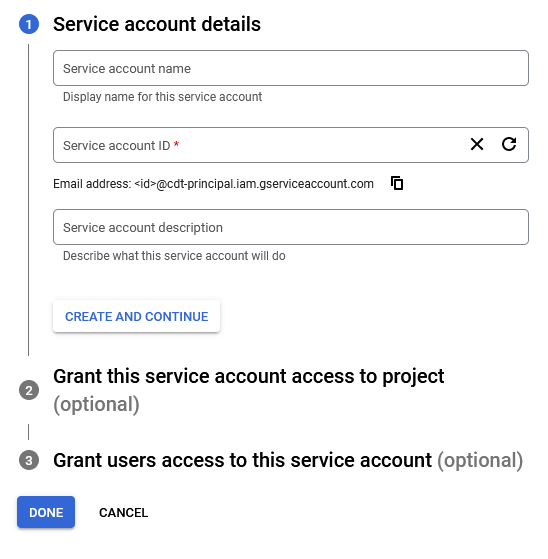 1 Service account details
Service account name
Display name for this service account
Service account ID *
Email address: <id>@cdt-principal.iam.gserviceaccount.com
Service account description
Describe what this service account will do
CREATE AND CONTINUE
2 Grant this service account access to project
(optional)
3 Grant users access to this service account (optional)
DONE CANCEL